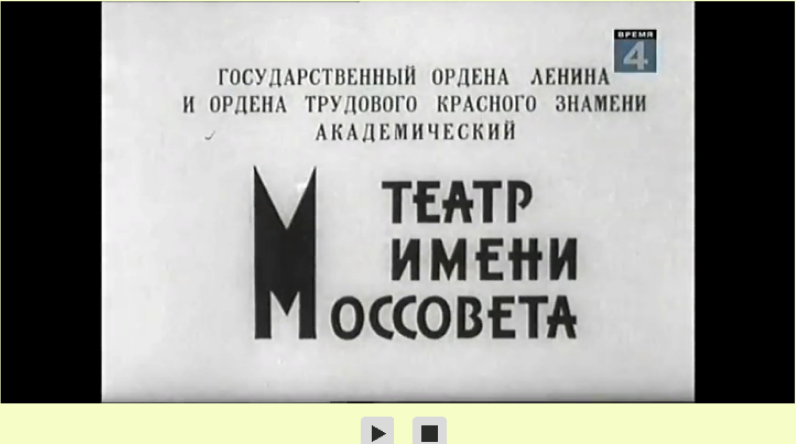 ВРЕМЯ
4
ГОСУДАРСТВЕННЫЙ ОРДЕНА ЛЕНИНА
И ОРДЕНА ТРУДОВОГО КРАСНОГО ЗНАМЕНИ
АКАДЕМИЧЕСКИЙ
ТЕАТР
ИМЕНИ
МОССОВЕТА